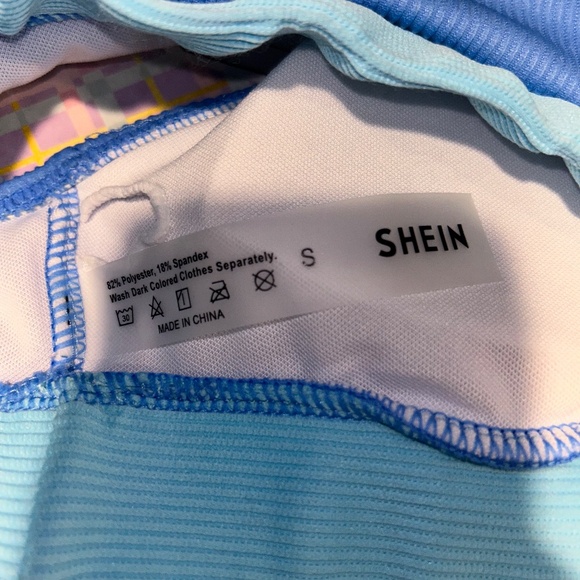 82% Polyester, 18% Spandex
Wash Dark Colored Clothes Separately.
30
MADE IN CHINA
S
SHEIN